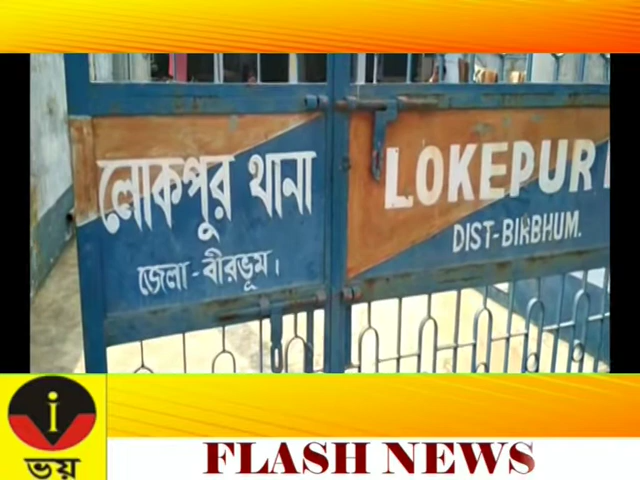 লোকপুর থানা
জেলা - বীরভূম।
LOKEPUR
DIST-BIRBHUM.
i
ভয়
FLASH NEWS